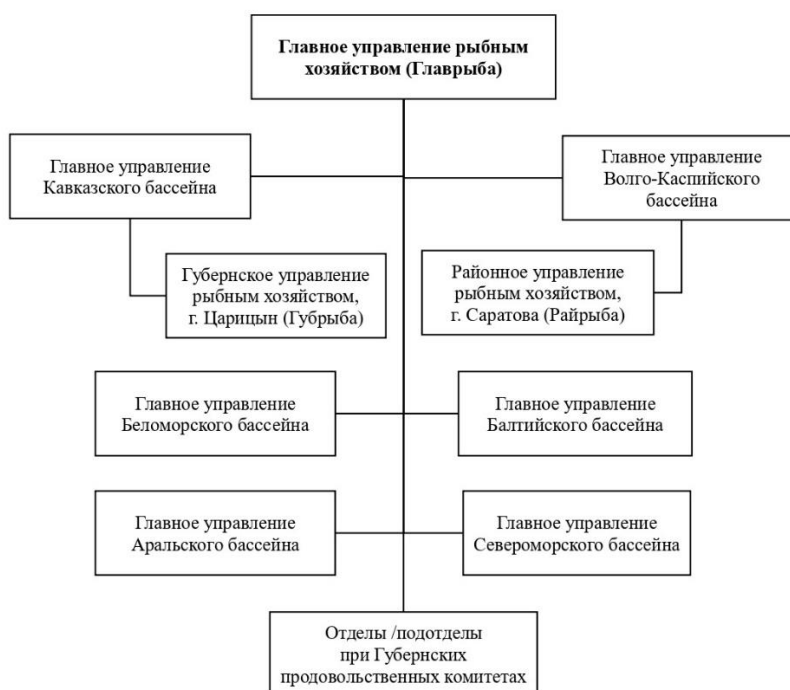 Главное управление рыбным
хозяйством (Главрыба)
Главное управление
Кавказского бассейна
Главное управление
Волго-Каспийского
бассейна
Губернское управление
рыбным хозяйством,
г. Царицын (Губрыба)
Районное управление
рыбным хозяйством,
г. Саратова (Райрыба)
Главное управление
Беломорского бассейна
Главное управление
Балтийского бассейна
Главное управление
Аральского бассейна
Главное управление
Североморского бассейна
Отделы /подотделы
при Губернских
продовольственных комитетах